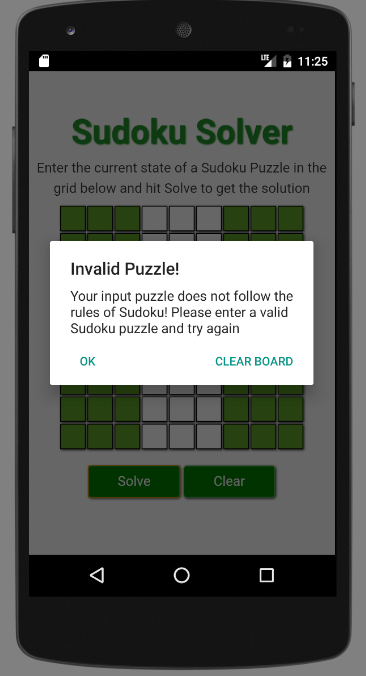 LTE 11:25
Sudoku Solver
Enter the current state of a Sudoku Puzzle in the
grid below and hit Solve to get the solution
Invalid Puzzle!
Your input puzzle does not follow the
rules of Sudoku! Please enter a valid
Sudoku puzzle and try again
OK CLEAR BOARD
Solve Clear